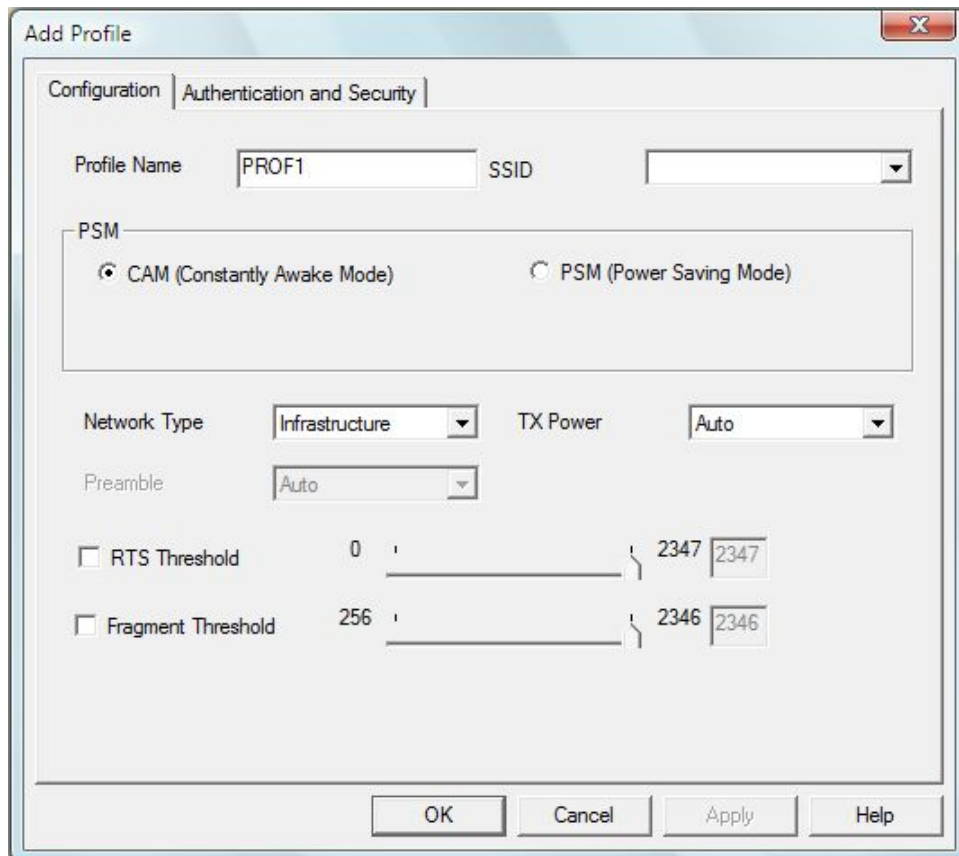 Add Profile
Configuration Authentication and Security
Profile Name PROF1 SSID
PSM
CAM (Constantly Awake Mode) PSM (Power Saving Mode)
Network Type Infrastructure TX Power Auto
Preamble Auto
RTS Threshold 0 2347 2347
Fragment Threshold 256 2346 2346
OK Cancel Apply Help